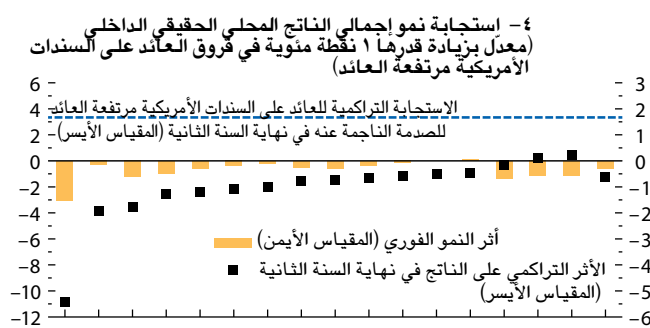 ٤- استجابة نمو إجمالي الناتج المحلي الحقيقي الداخلي
(معدّل بزيادة قدرها ١ نقطة مئوية في فروق العائد على السندات
الأمريكية مرتفعة العائد)
6
4
2
0
–2
–4
–6
–8
–10
–12
3
2
1
0
–1
–2
–3
–4
–5
–6
الاستجابة التراكمية للعائد على السندات الأمريكية مرتفعة العائد
للصدمة الناجمة عنه في نهاية السنة الثانية (المقياس الأيسر)
أثر النمو الفوري (المقياس الأيمن)
الأثر التراكمي على الناتج في نهاية السنة الثانية
(المقياس الأيسر)